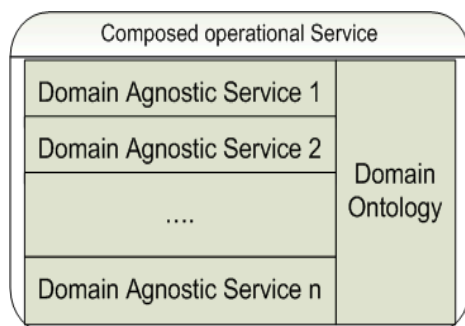 Composed operational Service
Domain Agnostic Service 1
Domain Agnostic Service 2
....
Domain Agnostic Service n
Domain
Ontology